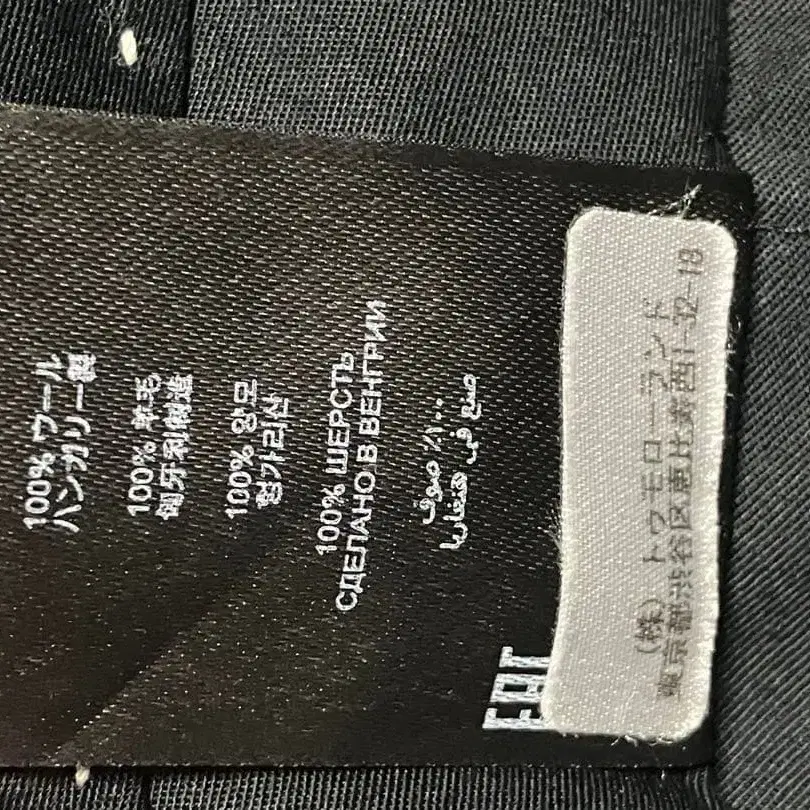 100% ウール
ハンガリー製
100% 羊毛
匈牙利制造
100% 양모
헝가리산
100% ШЕРСТЬ
СДЕЛАНО В ВЕНГРИИ
١٠٠٪ صوف
صنع في هنغاريا
EAC
(株) トゥモローランド
東京都渋谷区恵比寿西1-32-18